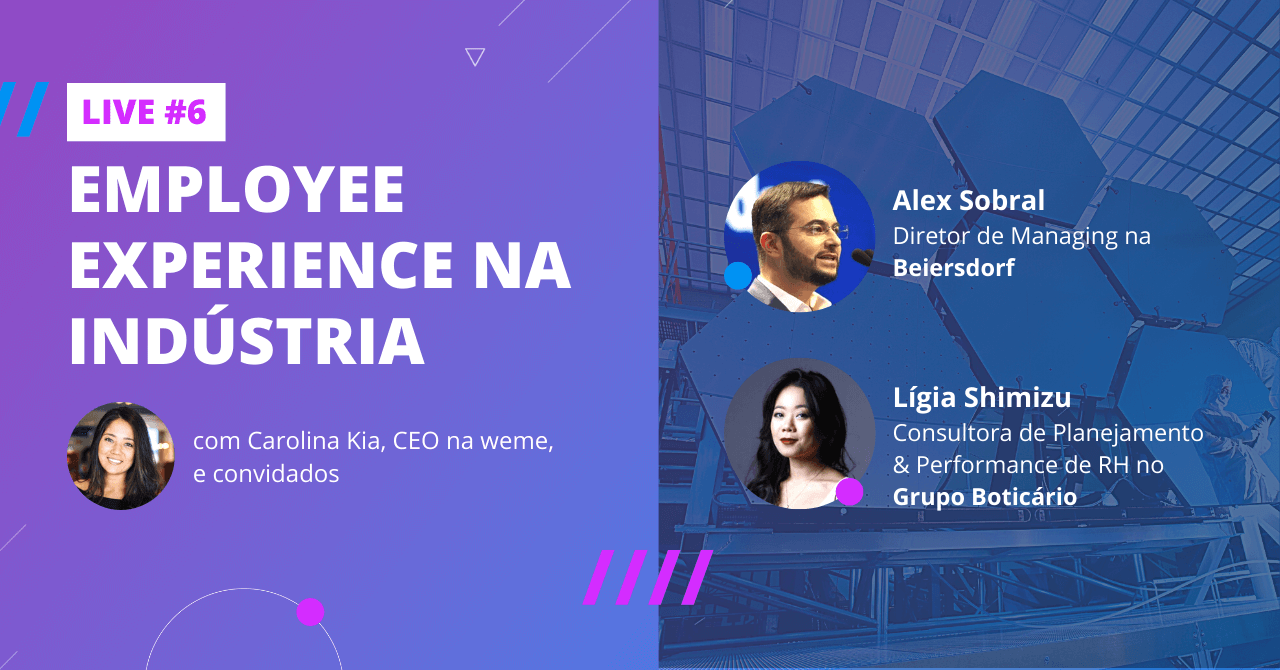 LIVE #6
EMPLOYEE
EXPERIENCE NA
INDÚSTRIA
com Carolina Kia, CEO na weme,
e convidados
Alex Sobral
Diretor de Managing na
Beiersdorf
Lígia Shimizu
Consultora de Planejamento
& Performance de RH no
Grupo Boticário